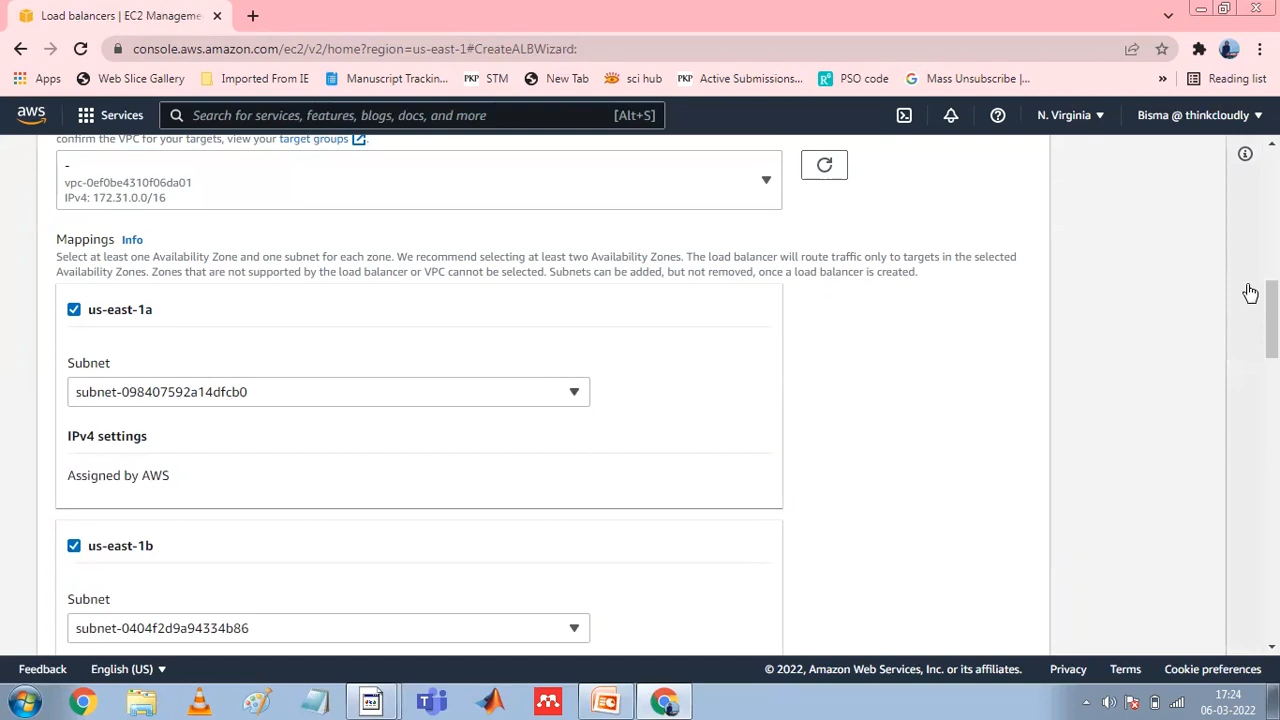 Load balancers | EC2 Manageme
console.aws.amazon.com/ec2/v2/home?region=us-east-1#CreateALBWizard:
Apps
Web Slice Gallery
Imported From IE
Manuscript Trackin...
PKP STM
New Tab
sci hub
PKP Active Submissions...
PSO code
Mass Unsubscribe |...
»
Reading list
aws
Services
Search for services, features, blogs, docs, and more
[Alt+S]
N. Virginia
Bisma @ thinkcloudly
confirm the VPC for your targets, view your target groups.
-
vpc-0ef0be4310f06da01
IPv4: 172.31.0.0/16
Mappings Info
Select at least one Availability Zone and one subnet for each zone. We recommend selecting at least two Availability Zones. The load balancer will route traffic only to targets in the selected
Availability Zones. Zones that are not supported by the load balancer or VPC cannot be selected. Subnets can be added, but not removed, once a load balancer is created.
us-east-1a
Subnet
subnet-098407592a14dfcb0
IPv4 settings
Assigned by AWS
us-east-1b
Subnet
subnet-0404f2d9a94334b86
Feedback
English (US)
© 2022, Amazon Web Services, Inc. or its affiliates.
Privacy
Terms
Cookie preferences
17:24
06-03-2022